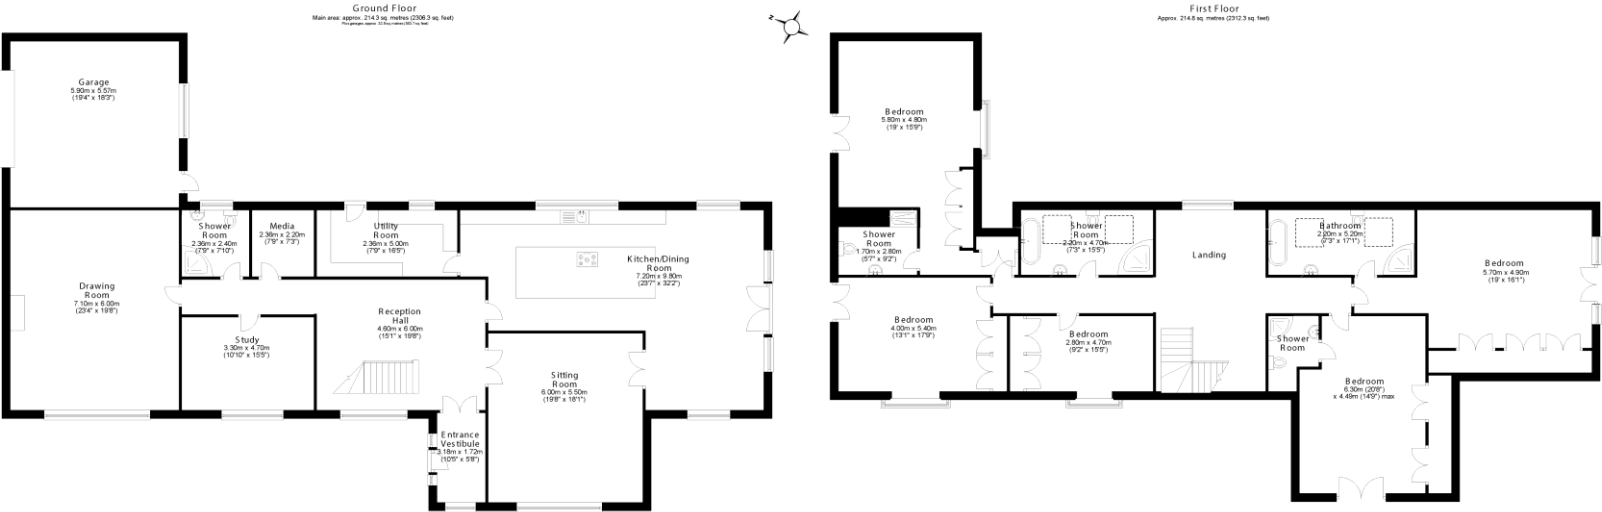 Ground Floor
Main area: approx. 214.3 sq. metres (2306.3 sq. feet)
First Floor
Approx. 214.8 sq. metres (2312.3 sq. feet)
N
Garage
5.90m x 5.57m
(19'4" x 18'3")
Shower
Room
2.36m x 2.40m
(7'9" x 7'10")
Media
2.36m x 2.20m
(7'9" x 7'3")
Utility
Room
2.36m x 5.00m
(7'9" x 16'5")
Kitchen/Dining
Room
7.20m x 9.80m
(23'7" x 32'2")
Drawing
Room
7.10m x 6.00m
(23'4" x 19'8")
Reception
Hall
4.60m x 6.00m
(15'1" x 19'8")
Study
3.30m x 4.70m
(10'10" x 15'5")
Sitting
Room
6.00m x 5.50m
(19'8" x 18'1")
Entrance
Vestibule
3.18m x 1.72m
(10'5" x 5'8")
Bedroom
5.80m x 4.80m
(19' x 15'9")
Shower
Room
1.70m x 2.80m
(5'7" x 9'2")
Shower
Room
2.20m x 4.70m
(7'3" x 15'5")
Landing
Bathroom
2.20m x 5.20m
(7'3" x 17'1")
Bedroom
5.70m x 4.90m
(19' x 16'1")
Bedroom
4.00m x 5.40m
(13'1" x 17'9")
Bedroom
2.80m x 4.70m
(9'2" x 15'5")
Shower
Room
Bedroom
6.30m (20'8")
x 4.49m (14'9") max